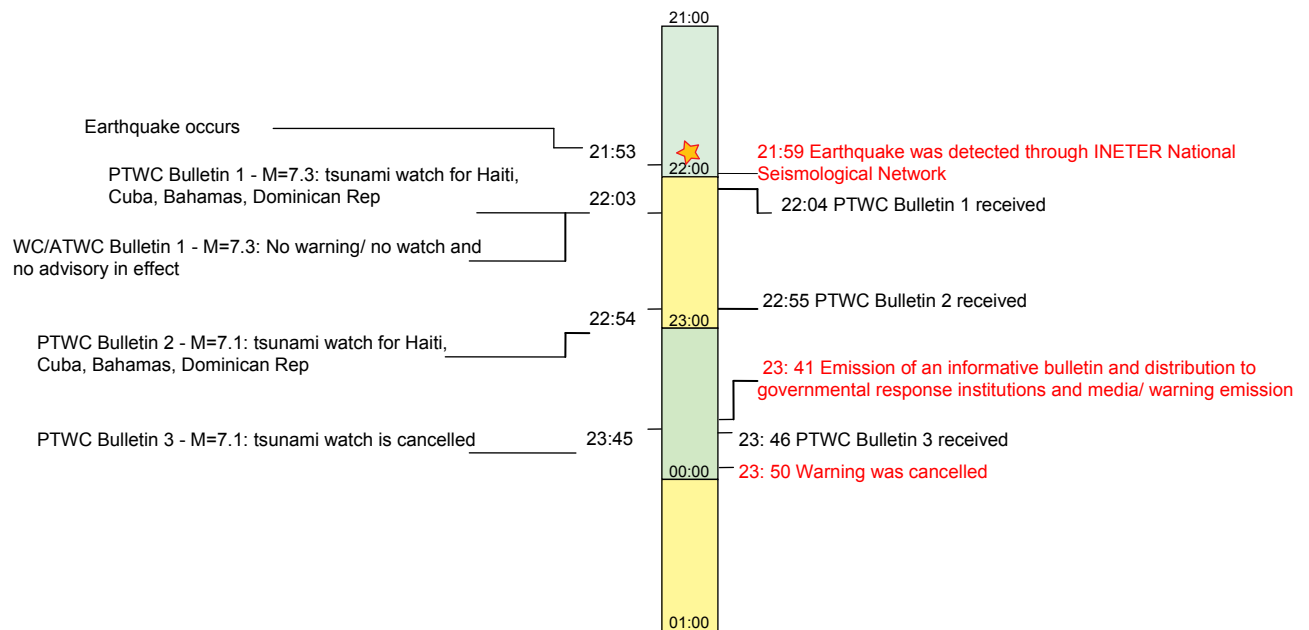 21:00
Earthquake occurs
21:53
21:59 Earthquake was detected through INETER National
Seismological Network
22:00
PTWC Bulletin 1 - M=7.3: tsunami watch for Haiti,
Cuba, Bahamas, Dominican Rep
22:03
22:04 PTWC Bulletin 1 received
WC/ATWC Bulletin 1 - M=7.3: No warning/ no watch and
no advisory in effect
22:55 PTWC Bulletin 2 received
22:54
23:00
PTWC Bulletin 2 - M=7.1: tsunami watch for Haiti,
Cuba, Bahamas, Dominican Rep
23: 41 Emission of an informative bulletin and distribution to
governmental response institutions and media/ warning emission
PTWC Bulletin 3 - M=7.1: tsunami watch is cancelled
23:45
23: 46 PTWC Bulletin 3 received
00:00
23: 50 Warning was cancelled
01:00